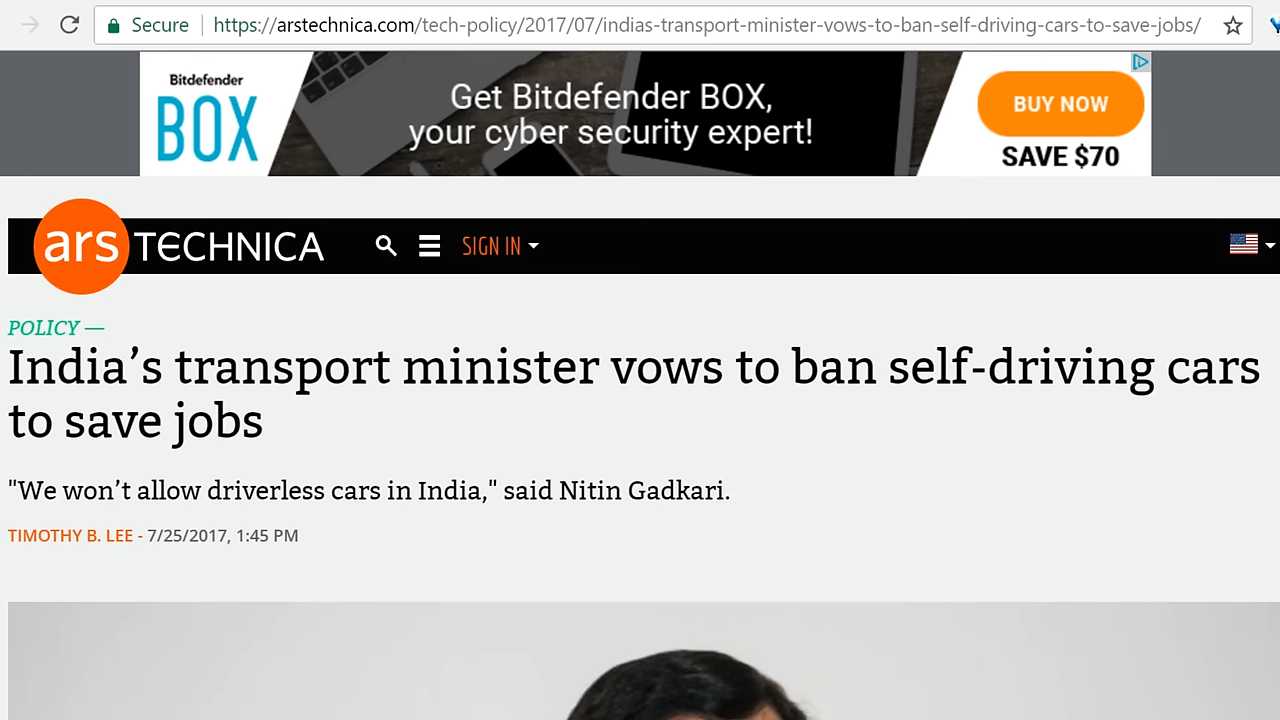 Secure https://arstechnica.com/tech-policy/2017/07/indias-transport-minister-vows-to-ban-self-driving-cars-to-save-jobs/
Bitdefender
BOX
Get Bitdefender BOX,
your cyber security expert!
BUY NOW
SAVE $70
ars TECHNICA SIGN IN
POLICY —
India’s transport minister vows to ban self-driving cars
to save jobs
"We won’t allow driverless cars in India," said Nitin Gadkari.
TIMOTHY B. LEE - 7/25/2017, 1:45 PM